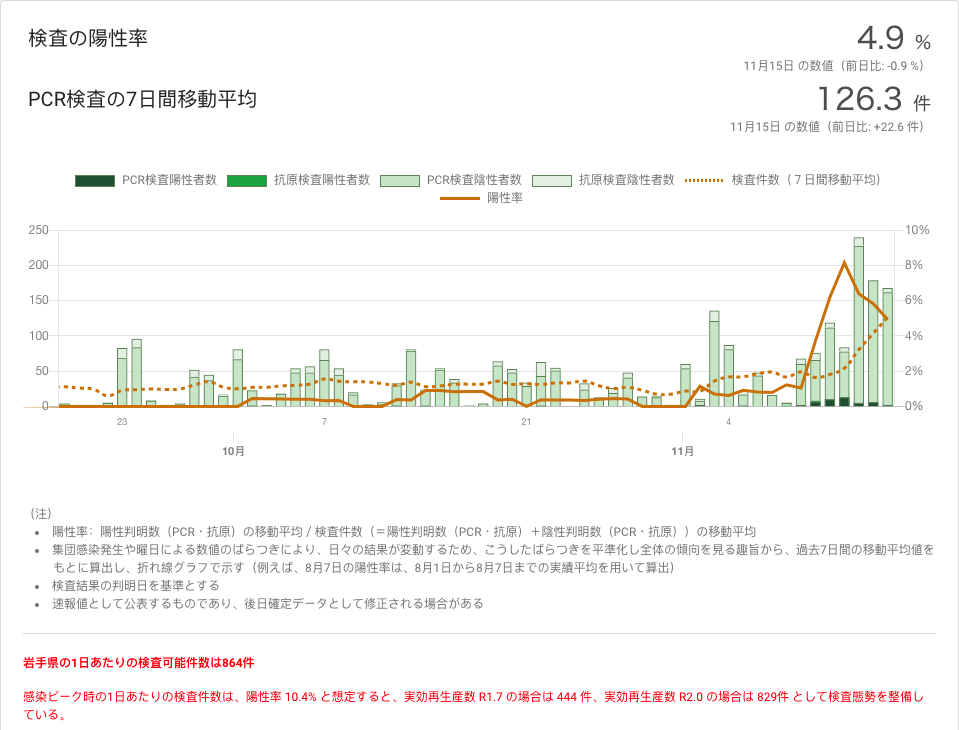 検査の陽性率
4.9 %
11月15日 の数値（前日比: -0.9 %）
PCR検査の7日間移動平均
126.3 件
11月15日 の数値（前日比: +22.6 件）
PCR検査陽性者数 抗原検査陽性者数 PCR検査陰性者数 抗原検査陰性者数 検査件数（７日間移動平均）
陽性率
250 10%
200 8%
150 6%
100 4%
50 2%
0 0%
23 7 21 4
10月 11月
（注）
• 陽性率：陽性判明数（PCR・抗原）の移動平均 / 検査件数（＝陽性判明数（PCR・抗原）＋陰性判明数（PCR・抗原））の移動平均
• 集団感染発生や曜日による数値のばらつきにより、日々の結果が変動するため、こうしたばらつきを平準化し全体の傾向を見る趣旨から、過去7日間の移動平均値を
もとに算出し、折れ線グラフで示す（例えば、8月7日の陽性率は、8月1日から8月7日までの実績平均を用いて算出）
• 検査結果の判明日を基準とする
• 速報値として公表するものであり、後日確定データとして修正される場合がある
岩手県の1日あたりの検査可能件数は864件
感染ピーク時の1日あたりの検査件数は、陽性率 10.4% と想定すると、実効再生産数 R1.7 の場合は 444 件、実効再生産数 R2.0 の場合は 829件 として検査態勢を整備し
ている。